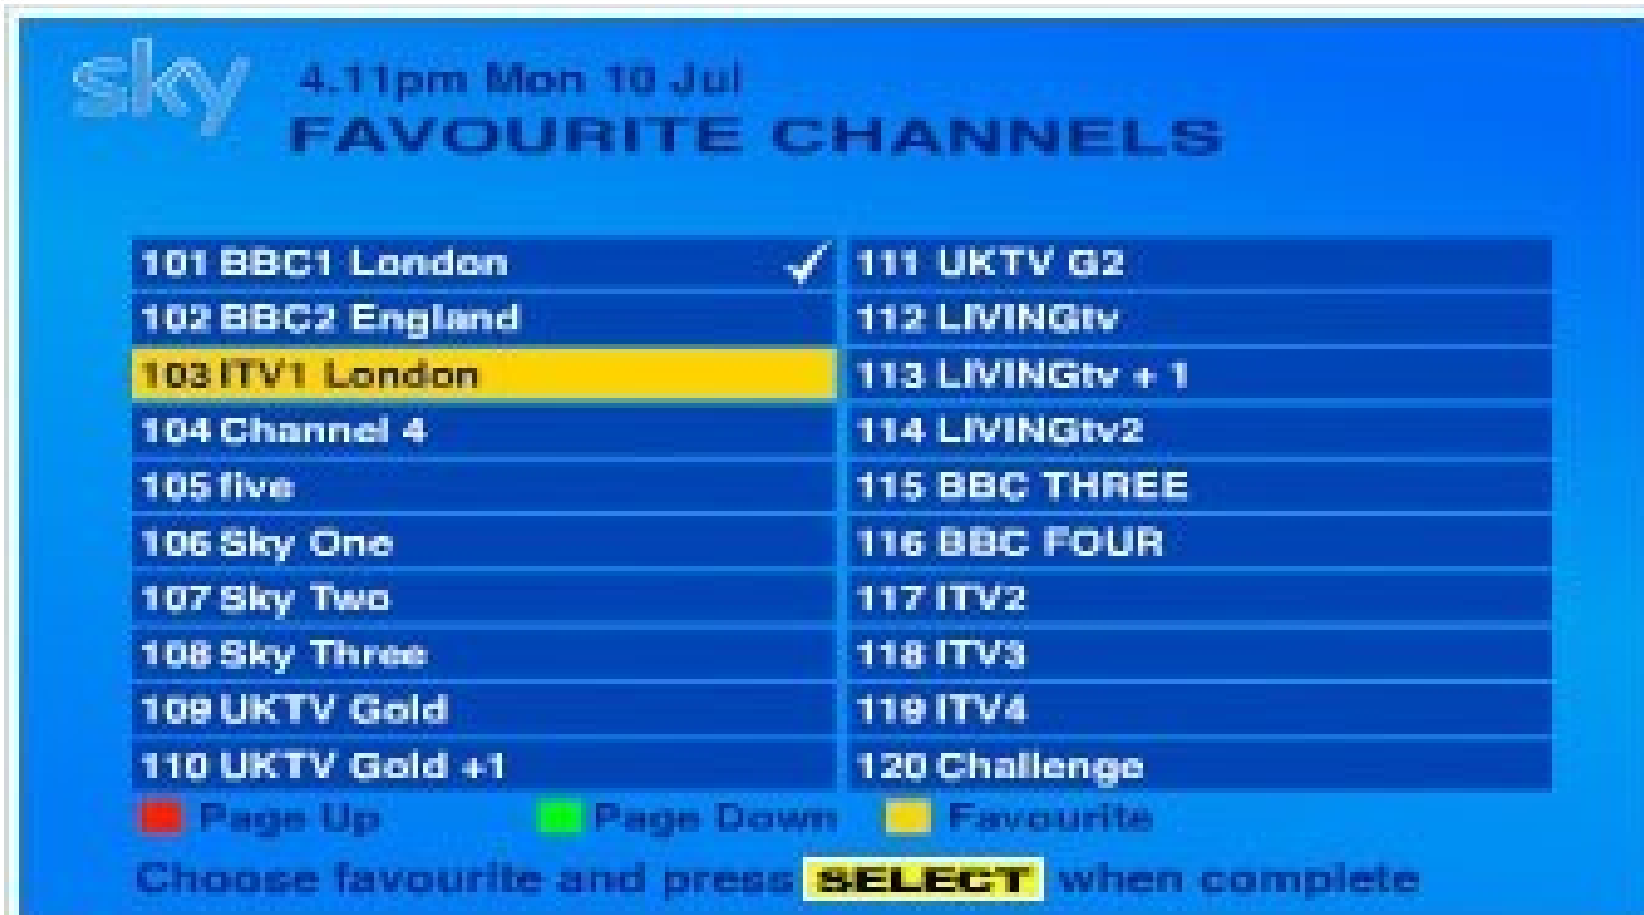 sky
4.11pm Mon 10 Jul
FAVOURITE CHANNELS
101 BBC1 London
102 BBC2 England
103 ITV1 London
104 Channel 4
105 five
106 Sky One
107 Sky Two
108 Sky Three
109 UKTV Gold
110 UKTV Gold +1
111 UKTV G2
112 LIVINGtv
113 LIVINGtv + 1
114 LIVINGtv2
115 BBC THREE
116 BBC FOUR
117 ITV2
118 ITV3
119 ITV4
120 Challenge
Page Up Page Down Favourite
Choose favourite and press SELECT when complete